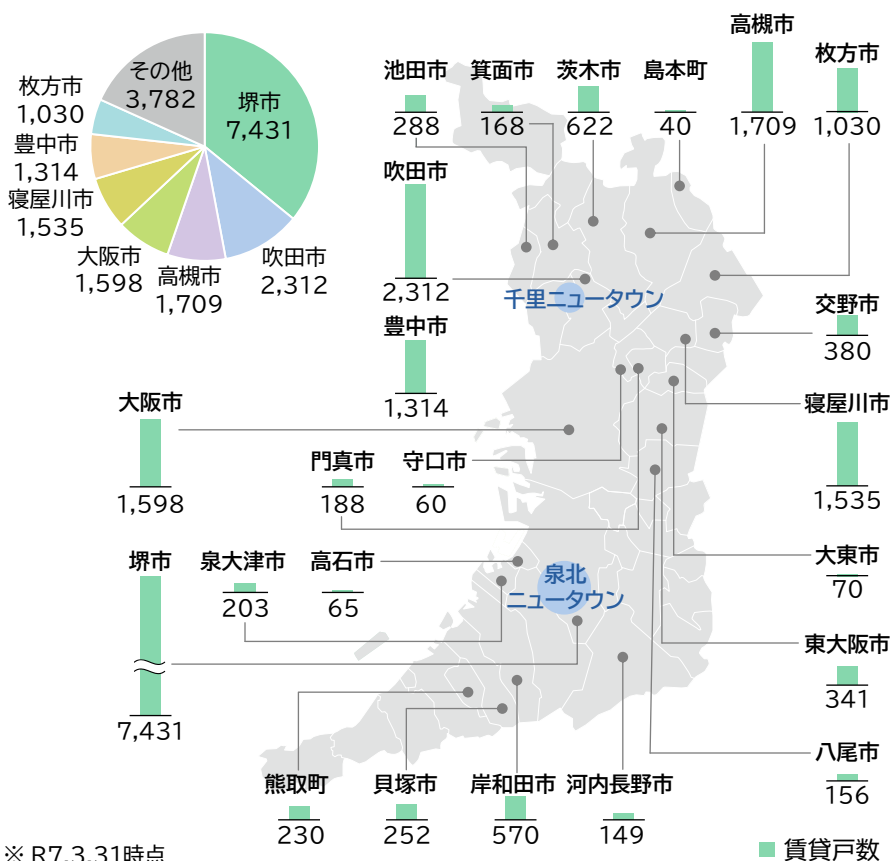 その他
3,782
堺市
7,431
枚方市
1,030
豊中市
1,314
寝屋川市
1,535
大阪市
1,598
高槻市
1,709
吹田市
2,312
池田市
288
箕面市
168
茨木市
622
島本町
40
高槻市
1,709
枚方市
1,030
吹田市
2,312
千里ニュータウン
豊中市
1,314
交野市
380
大阪市
1,598
寝屋川市
1,535
門真市
188
守口市
60
堺市
7,431
泉大津市
203
高石市
65
泉北
ニュータウン
大東市
70
東大阪市
341
八尾市
156
熊取町
230
貝塚市
252
岸和田市
570
河内長野市
149
※ R7.3.31時点
賃貸戸数